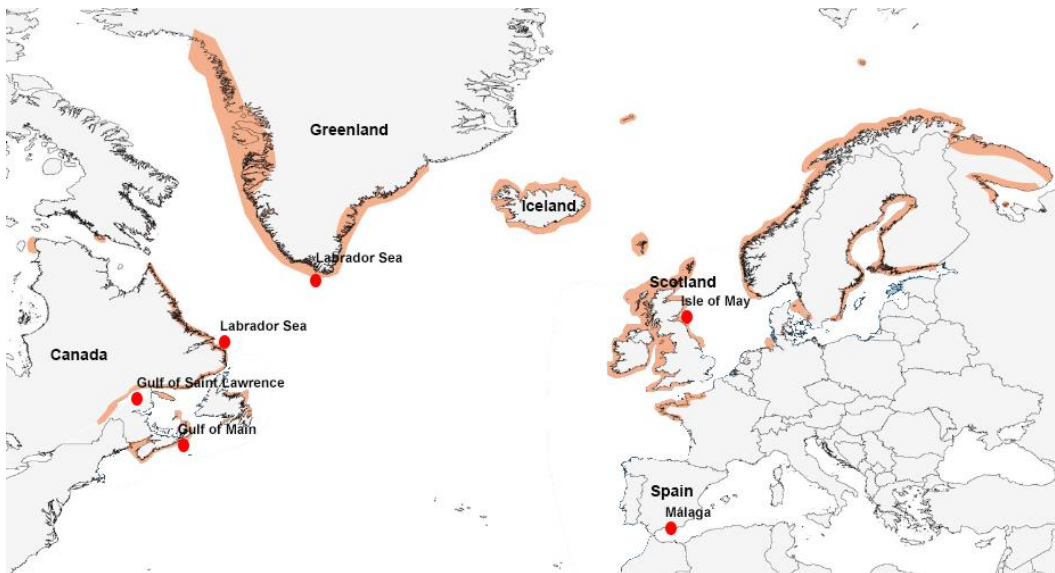 Greenland
Iceland
Labrador Sea
Scotland
Isle of May
Labrador Sea
Canada
Gulf of Saint Lawrence
Gulf of Main
Spain
Málaga